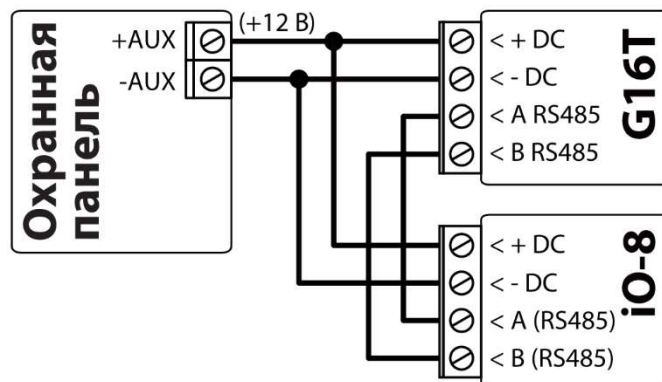 Охранная
панель
+AUX
(+12 В)
-AUX
< + DC
< - DC
< A RS485
< B RS485
G16T
< + DC
< - DC
< A (RS485)
< B (RS485)
iO-8